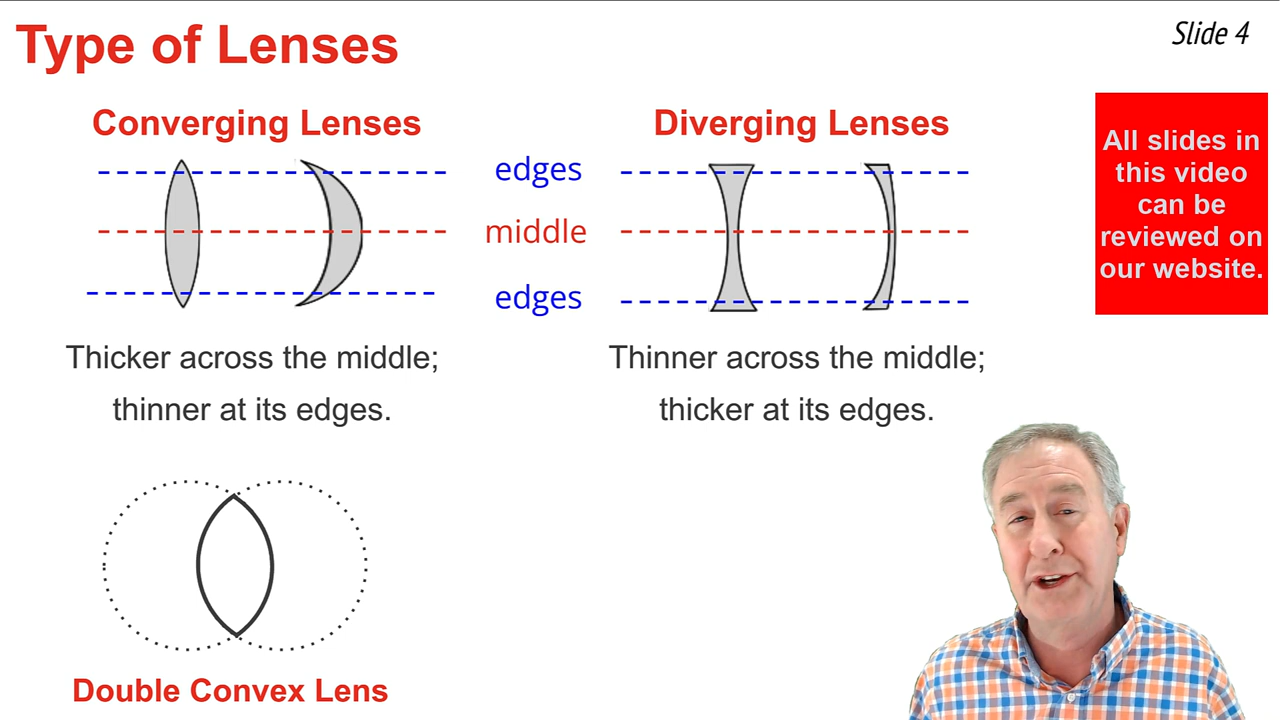 Type of Lenses
Slide 4
Converging Lenses
Diverging Lenses
edges
middle
edges
All slides in
this video
can be
reviewed on
our website.
Thicker across the middle;
thinner at its edges.
Thinner across the middle;
thicker at its edges.
Double Convex Lens